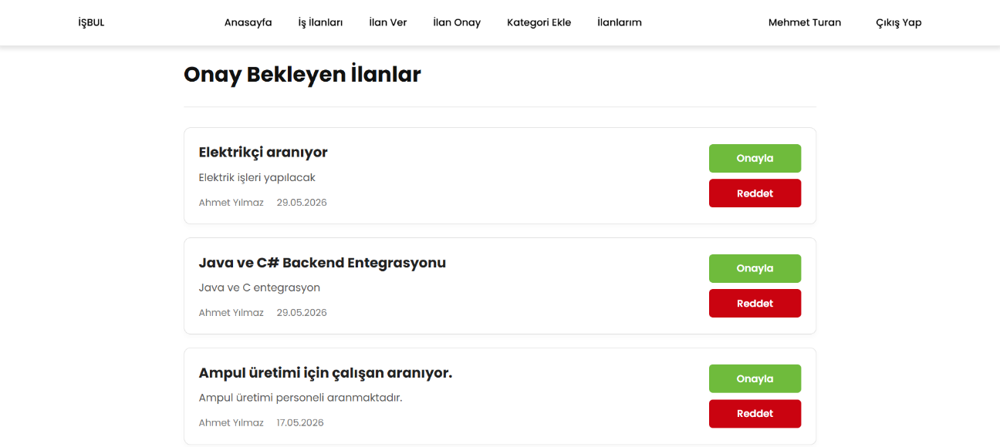 İŞBUL Anasayfa İş İlanları İlan Ver İlan Onay Kategori Ekle İlanlarım Mehmet Turan Çıkış Yap
Onay Bekleyen İlanlar
Elektrikçi aranıyor
Elektrik işleri yapılacak
Ahmet Yılmaz 29.05.2026
Onayla
Reddet
Java ve C# Backend Entegrasyonu
Java ve C entegrasyon
Ahmet Yılmaz 29.05.2026
Onayla
Reddet
Ampul üretimi için çalışan aranıyor.
Ampul üretimi personeli aranmaktadır.
Ahmet Yılmaz 17.05.2026
Onayla
Reddet